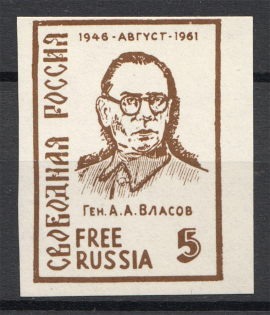 1946 - АВГУСТ - 1961
СВОБОДНАЯ РОССИЯ
ГЕН. А. А. ВЛАСОВ
FREE
RUSSIA
5